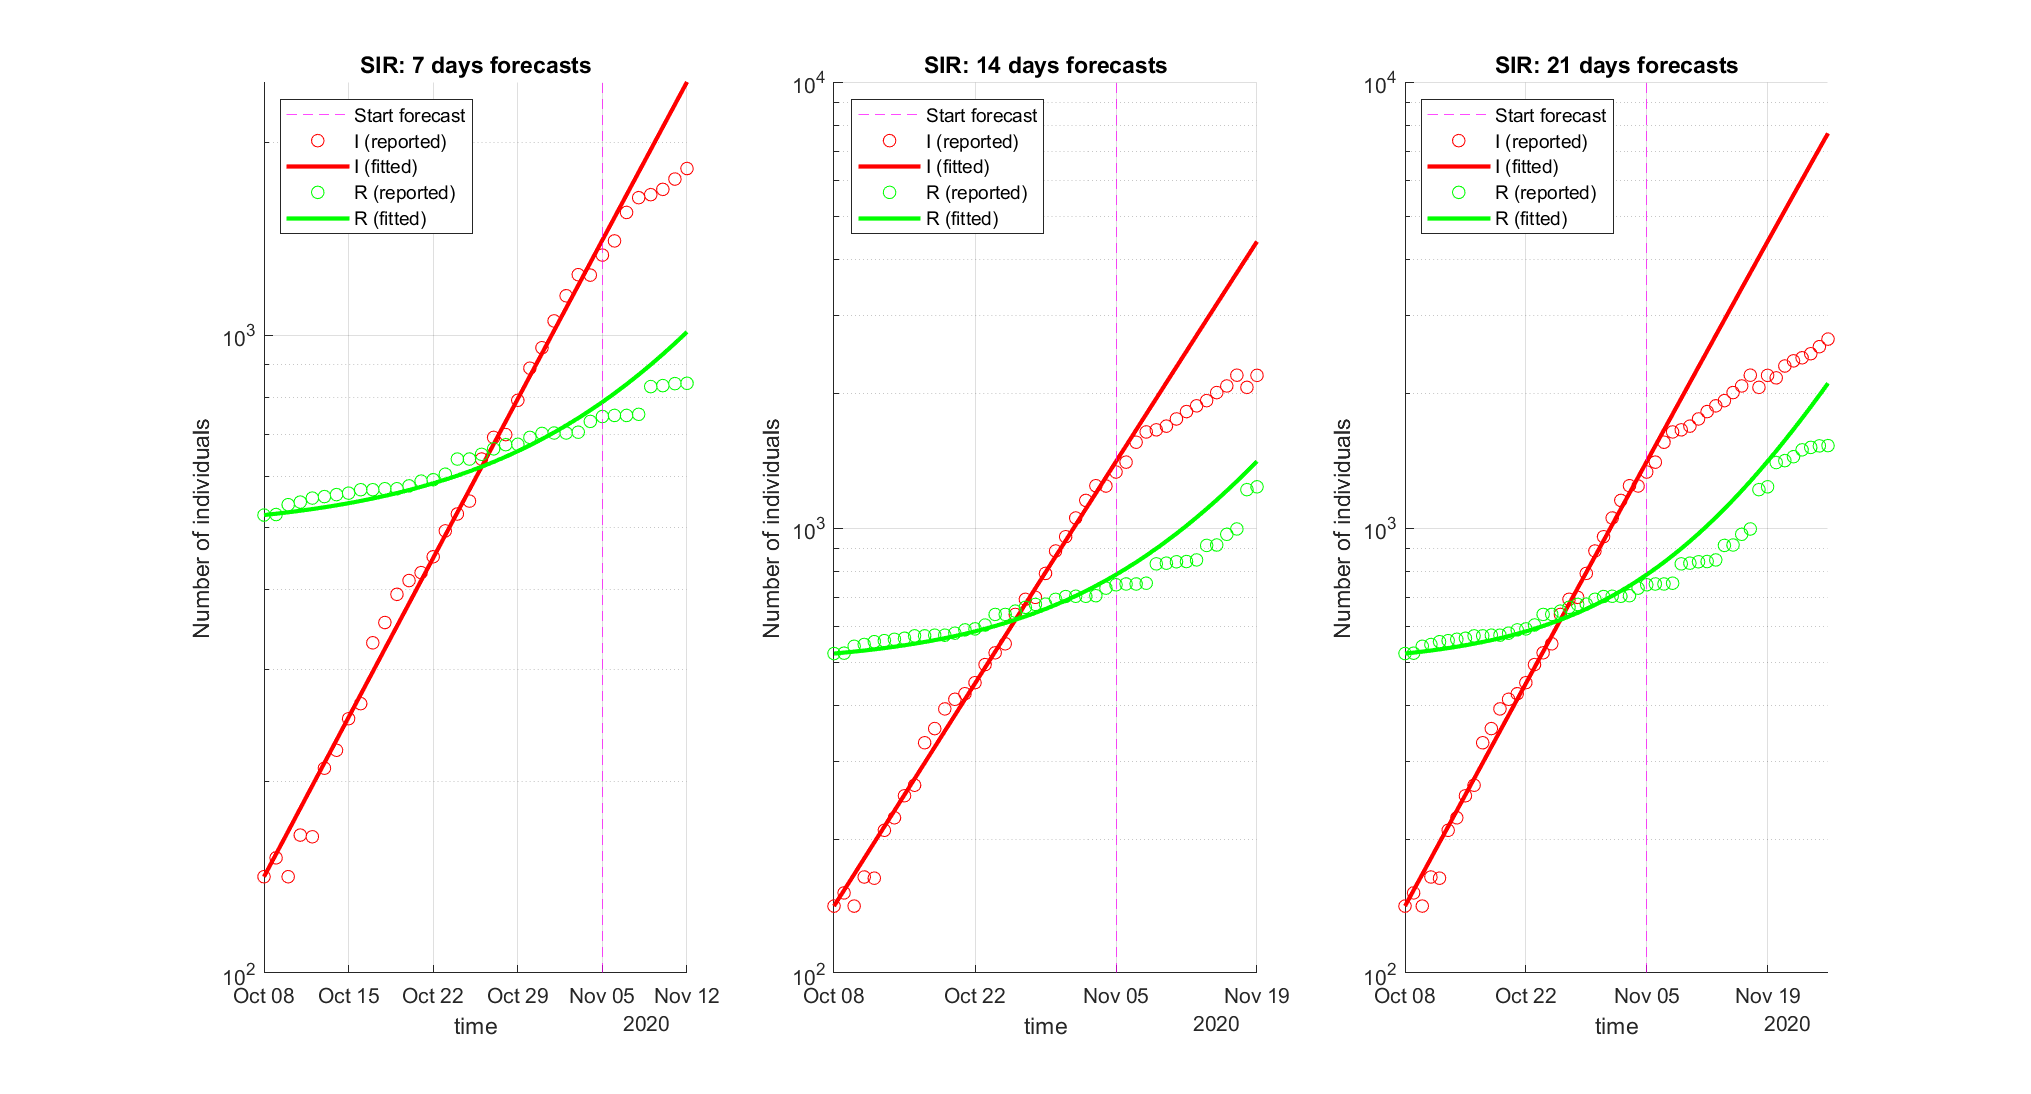 SIR: 7 days forecasts
Start forecast
I (reported)
I (fitted)
R (reported)
R (fitted)
Number of individuals
10^3
10^2
Oct 08 Oct 15 Oct 22 Oct 29 Nov 05 Nov 12
time
2020
SIR: 14 days forecasts
Start forecast
I (reported)
I (fitted)
R (reported)
R (fitted)
Number of individuals
10^4
10^3
10^2
Oct 08 Oct 22 Nov 05 Nov 19
time
2020
SIR: 21 days forecasts
Start forecast
I (reported)
I (fitted)
R (reported)
R (fitted)
Number of individuals
10^4
10^3
10^2
Oct 08 Oct 22 Nov 05 Nov 19
time
2020